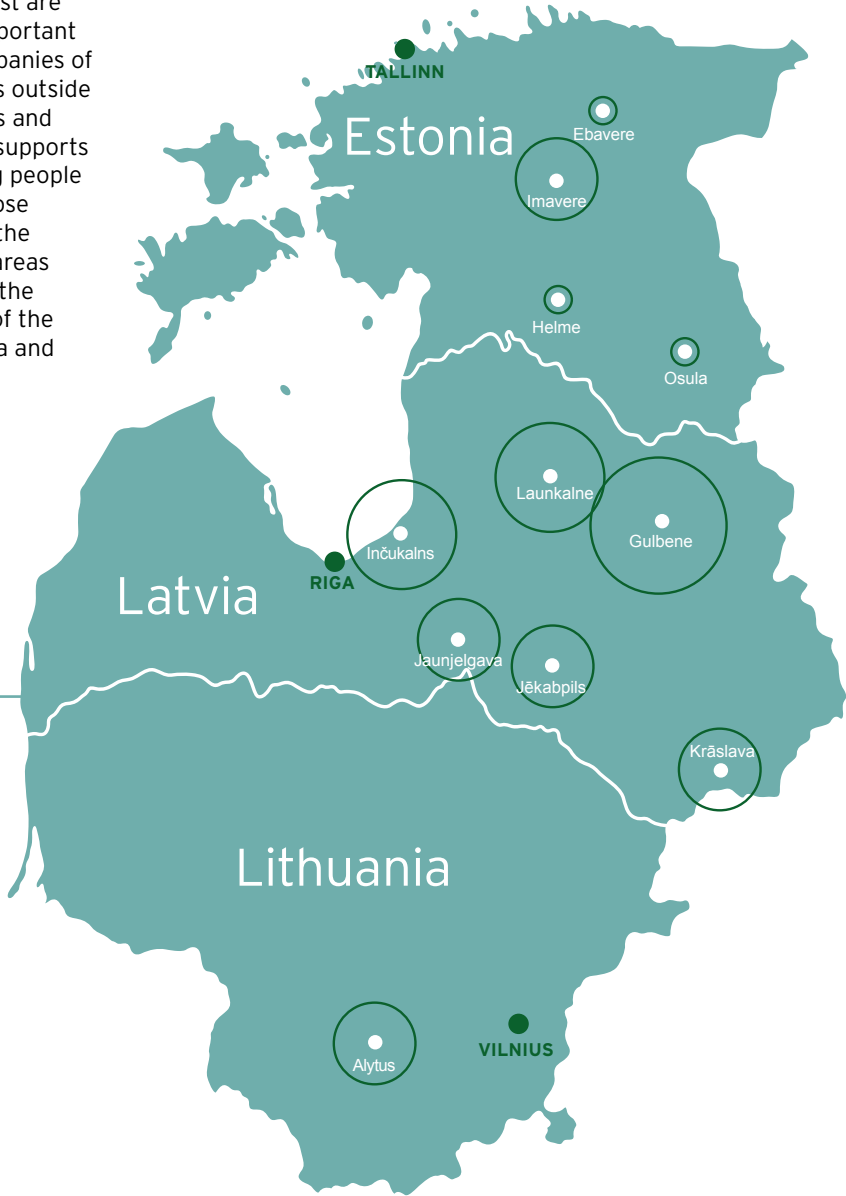 st are
portant
panies of
s outside
s and
supports
g people
ose
the
areas
the
of the
a and
TALLINN
Ebavere
Estonia
Imavere
Helme
Osula
Launkalne
Gulbene
Inčukalns
RIGA
Latvia
Jaunjelgava
Jēkabpils
Krāslava
Lithuania
VILNIUS
Alytus